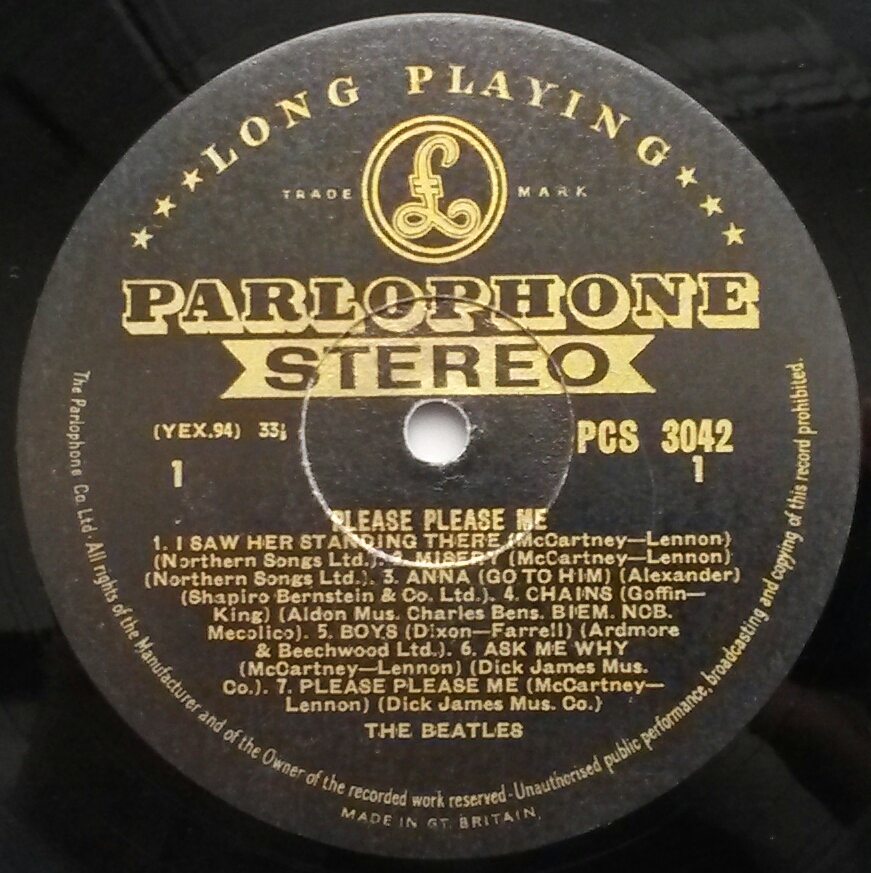 LONG PLAYING
TRADE £ MARK
PARLOPHONE
STEREO
(YEX.94) 33⅓
PCS 3042
1
1
PLEASE PLEASE ME
1. I SAW HER STANDING THERE (McCartney—Lennon)
(Northern Songs Ltd.). 2. MISERY (McCartney—Lennon)
(Northern Songs Ltd.). 3. ANNA (GO TO HIM) (Alexander)
(Shapiro Bernstein & Co. Ltd.). 4. CHAINS (Goffin—
King) (Aldon Mus. Charles Bens. BIEM. NCB.
Mecolico). 5. BOYS (Dixon—Farrell) (Ardmore
& Beechwood Ltd.). 6. ASK ME WHY
(McCartney—Lennon) (Dick James Mus.
Co.). 7. PLEASE PLEASE ME (McCartney—
Lennon) (Dick James Mus. Co.)
THE BEATLES
The Parlophone Co. Ltd · All rights of the Manufacturer and of the Owner of the recorded work reserved - Unauthorised public performance, broadcasting and copying of this record prohibited.
MADE IN GT. BRITAIN.